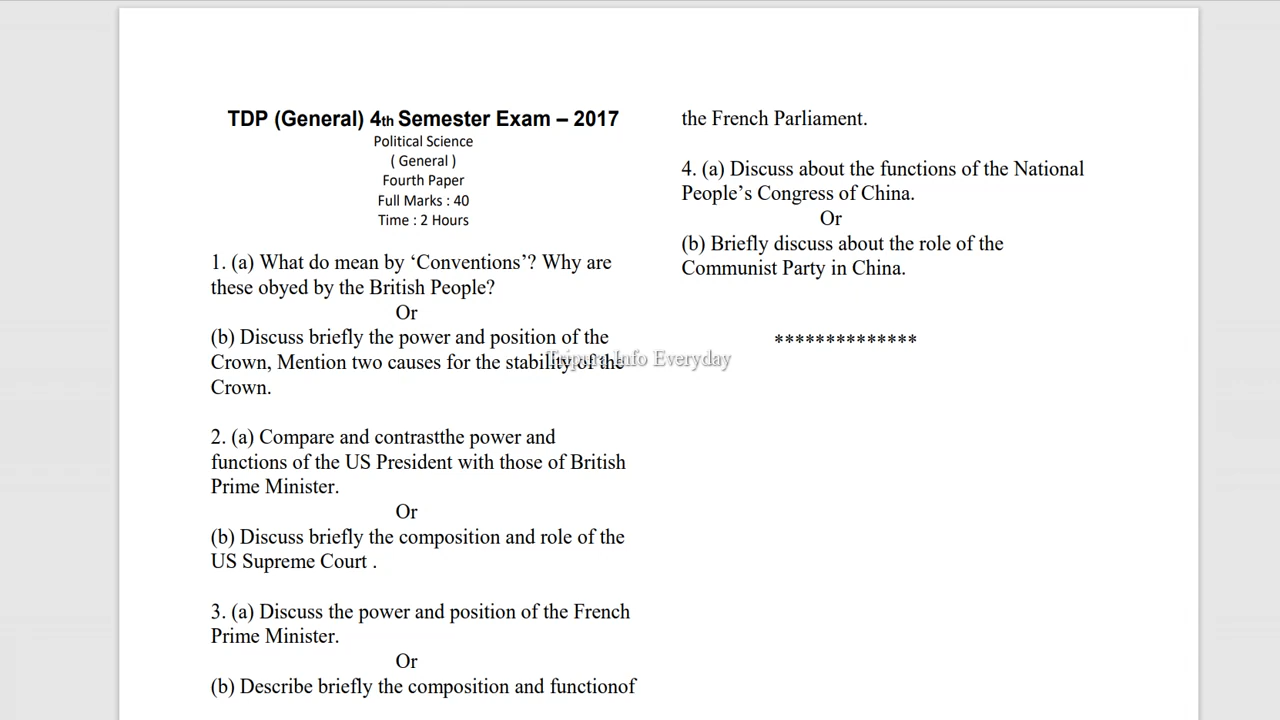 TDP (General) 4th Semester Exam – 2017
Political Science
( General )
Fourth Paper
Full Marks : 40
Time : 2 Hours
1. (a) What do mean by ‘Conventions’? Why are
these obyed by the British People?
Or
(b) Discuss briefly the power and position of the
Crown, Mention two causes for the stability of the
Crown.
2. (a) Compare and contrastthe power and
functions of the US President with those of British
Prime Minister.
Or
(b) Discuss briefly the composition and role of the
US Supreme Court .
3. (a) Discuss the power and position of the French
Prime Minister.
Or
(b) Describe briefly the composition and functionof
the French Parliament.
4. (a) Discuss about the functions of the National
People’s Congress of China.
Or
(b) Briefly discuss about the role of the
Communist Party in China.
**************
Tripura Info Everyday